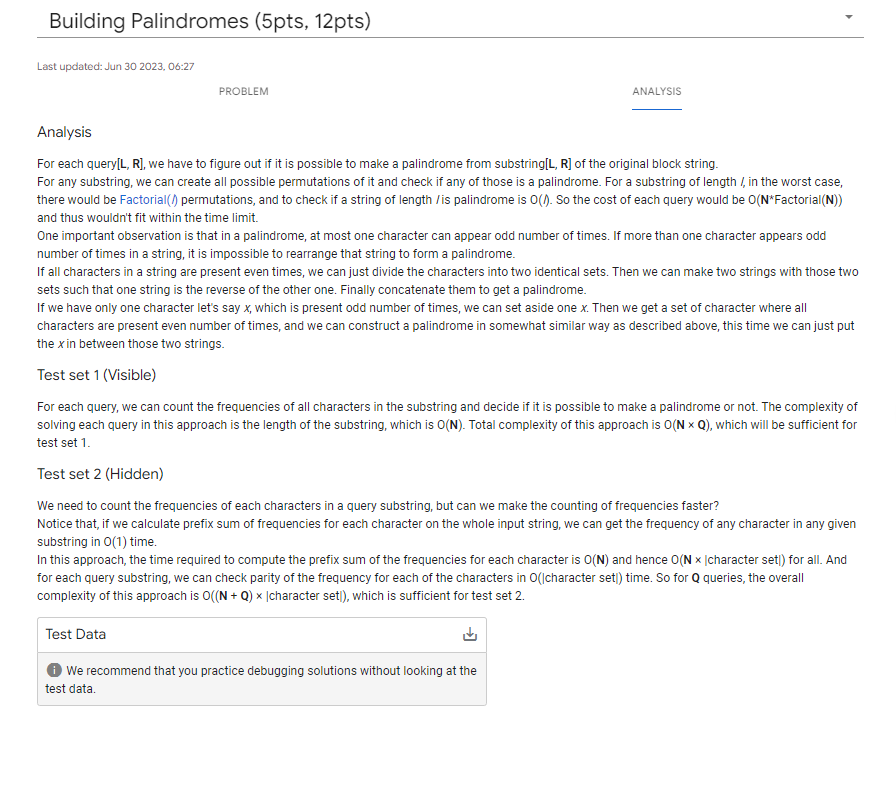 Building Palindromes (5pts, 12pts)
Last updated: Jun 30 2023, 06:27
PROBLEM
ANALYSIS
Analysis
For each query[L, R], we have to figure out if it is possible to make a palindrome from substring[L, R] of the original block string.
For any substring, we can create all possible permutations of it and check if any of those is a palindrome. For a substring of length l, in the worst case,
there would be Factorial(l) permutations, and to check if a string of length l is palindrome is O(l). So the cost of each query would be O(N*Factorial(N))
and thus wouldn't fit within the time limit.
One important observation is that in a palindrome, at most one character can appear odd number of times. If more than one character appears odd
number of times in a string, it is impossible to rearrange that string to form a palindrome.
If all characters in a string are present even times, we can just divide the characters into two identical sets. Then we can make two strings with those two
sets such that one string is the reverse of the other one. Finally concatenate them to get a palindrome.
If we have only one character let's say x, which is present odd number of times, we can set aside one x. Then we get a set of character where all
characters are present even number of times, and we can construct a palindrome in somewhat similar way as described above, this time we can just put
the x in between those two strings.
Test set 1 (Visible)
For each query, we can count the frequencies of all characters in the substring and decide if it is possible to make a palindrome or not. The complexity of
solving each query in this approach is the length of the substring, which is O(N). Total complexity of this approach is O(N × Q), which will be sufficient for
test set 1.
Test set 2 (Hidden)
We need to count the frequencies of each characters in a query substring, but can we make the counting of frequencies faster?
Notice that, if we calculate prefix sum of frequencies for each character on the whole input string, we can get the frequency of any character in any given
substring in O(1) time.
In this approach, the time required to compute the prefix sum of the frequencies for each character is O(N) and hence O(N × |character set|) for all. And
for each query substring, we can check parity of the frequency for each of the characters in O(|character set|) time. So for Q queries, the overall
complexity of this approach is O((N + Q) × |character set|), which is sufficient for test set 2.
Test Data
We recommend that you practice debugging solutions without looking at the
test data.